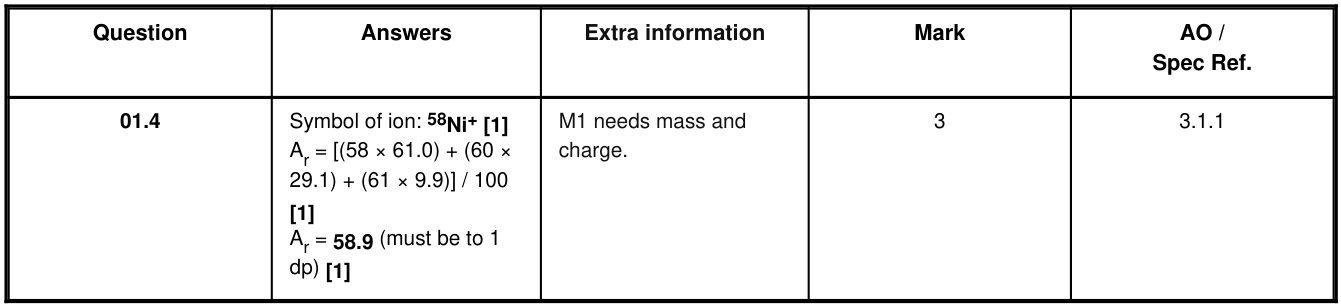 Question Answers Extra information Mark AO /
Spec Ref.
01.4 Symbol of ion: ⁵⁸Ni⁺ [1] M1 needs mass and 3 3.1.1
Aᵣ = [(58 × 61.0) + (60 × charge.
29.1) + (61 × 9.9)] / 100
[1]
Aᵣ = 58.9 (must be to 1
dp) [1]